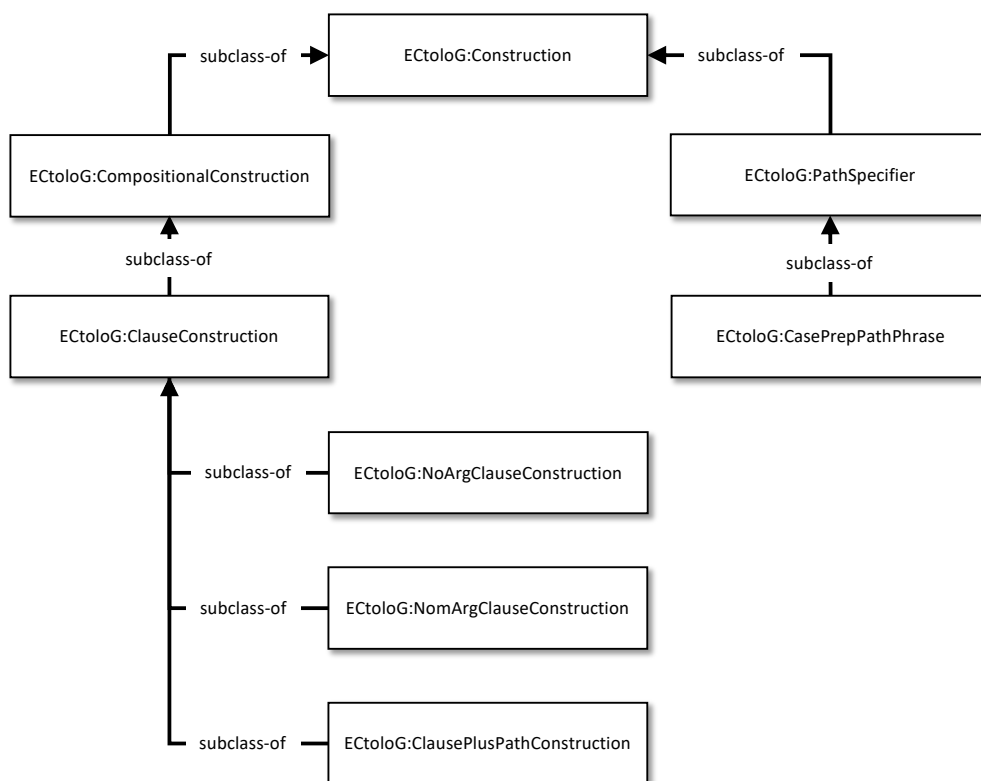 ECtoloG:Construction
subclass-of
subclass-of
ECtoloG:CompositionalConstruction
ECtoloG:PathSpecifier
subclass-of
subclass-of
ECtoloG:ClauseConstruction
ECtoloG:CasePrepPathPhrase
subclass-of
ECtoloG:NoArgClauseConstruction
subclass-of
ECtoloG:NomArgClauseConstruction
subclass-of
ECtoloG:ClausePlusPathConstruction